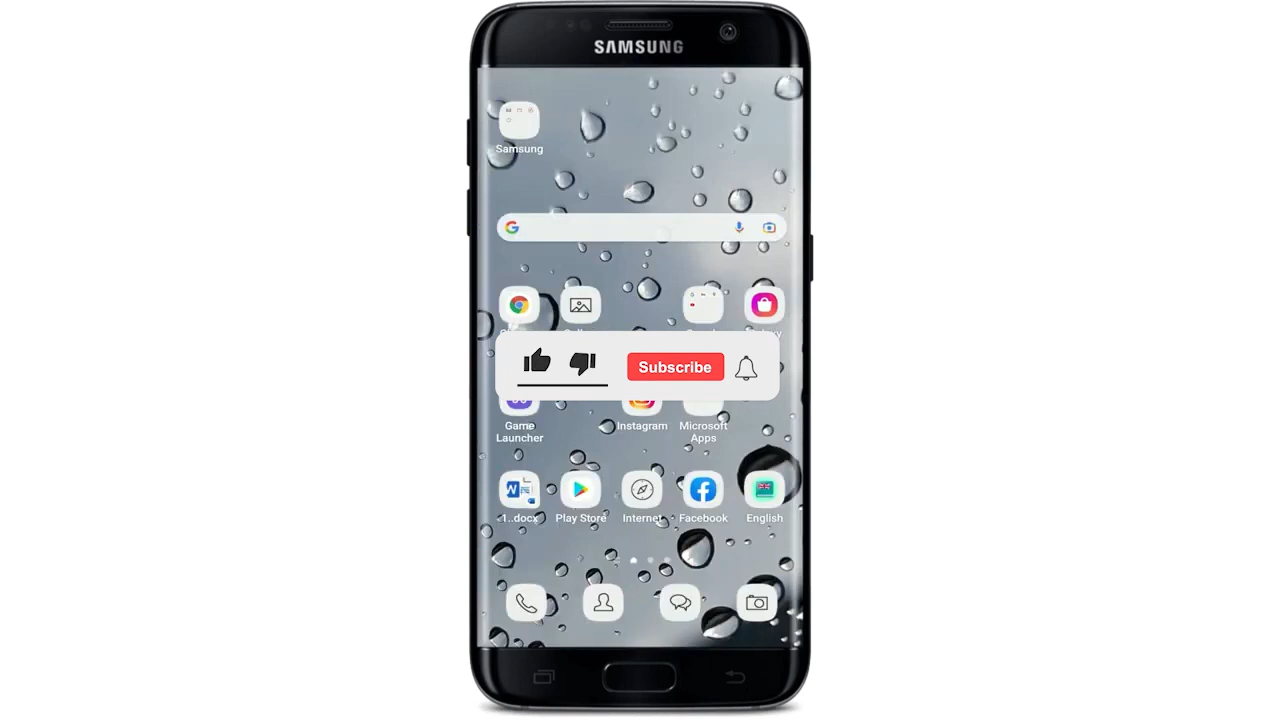 SAMSUNG
Samsung
Subscribe
Game Launcher
Instagram
Microsoft Apps
1..docx
Play Store
Internet
Facebook
English